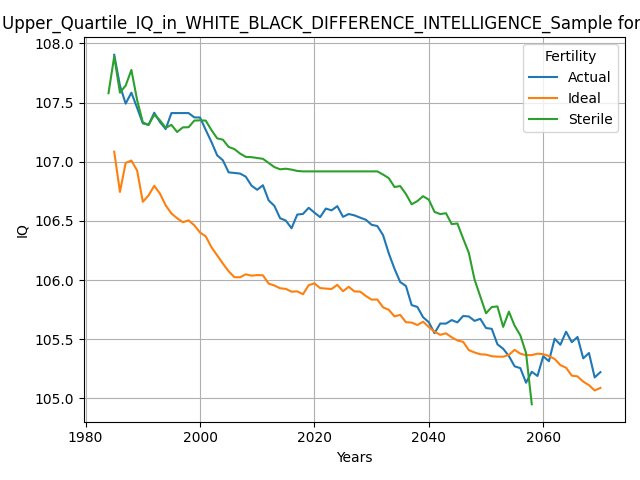 Upper_Quartile_IQ_in_WHITE_BLACK_DIFFERENCE_INTELLIGENCE_Sample for
108.0
107.5
107.0
106.5
106.0
105.5
105.0
IQ
Fertility
Actual
Ideal
Sterile
1980
2000
2020
2040
2060
Years